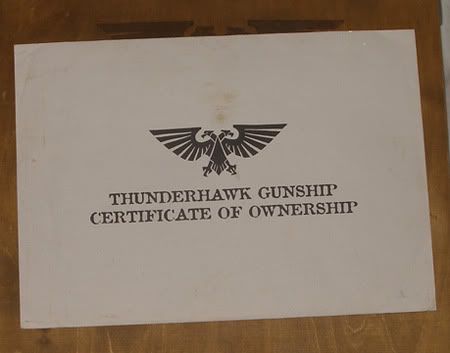 THUNDERHAWK GUNSHIP
CERTIFICATE OF OWNERSHIP